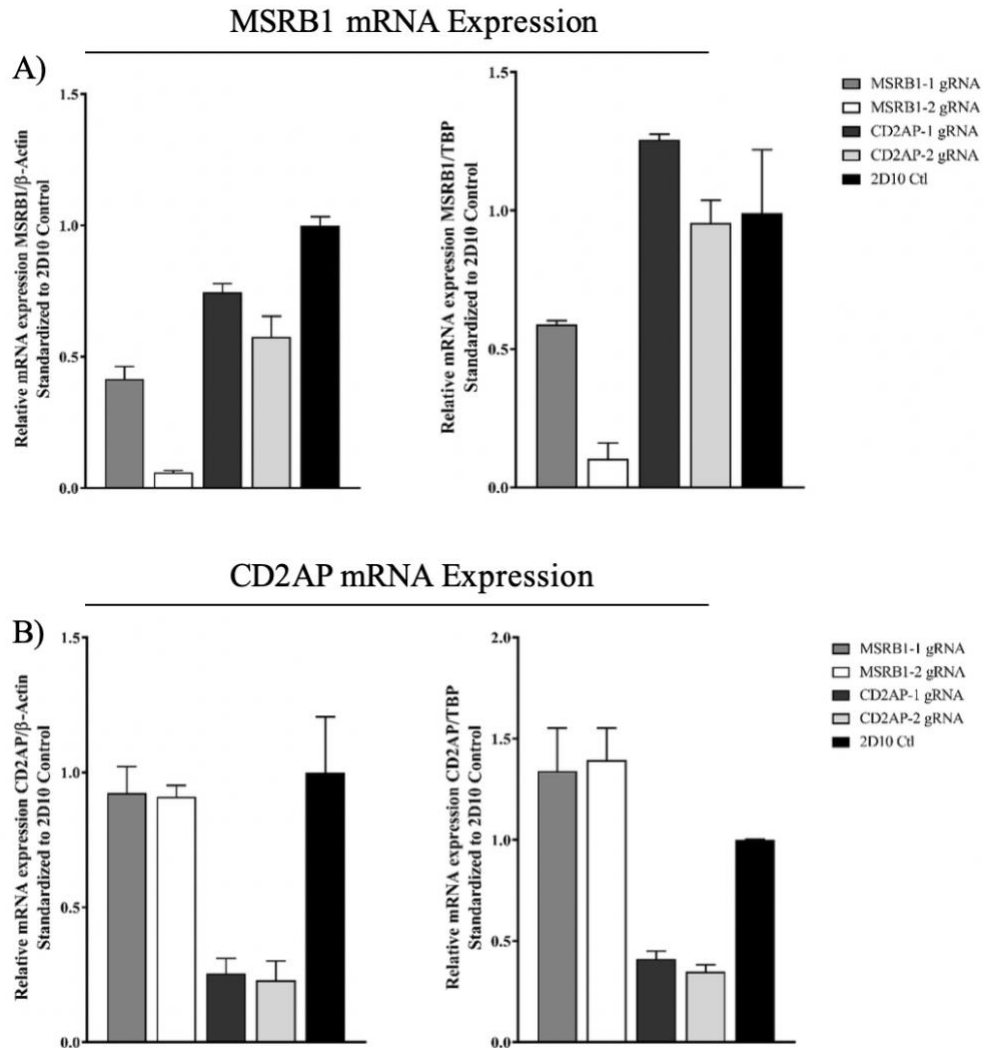 MSRB1 mRNA Expression
A)
Relative mRNA expression MSRB1/β-Actin
Standardized to 2D10 Control
1.5
1.0
0.5
0.0
Relative mRNA expression MSRB1/TBP
Standardized to 2D10 Control
1.5
1.0
0.5
0.0
MSRB1-1 gRNA
MSRB1-2 gRNA
CD2AP-1 gRNA
CD2AP-2 gRNA
2D10 Ctl
CD2AP mRNA Expression
B)
Relative mRNA expression CD2AP/β-Actin
Standardized to 2D10 Control
1.5
1.0
0.5
0.0
Relative mRNA expression CD2AP/TBP
Standardized to 2D10 Control
2.0
1.5
1.0
0.5
0.0
MSRB1-1 gRNA
MSRB1-2 gRNA
CD2AP-1 gRNA
CD2AP-2 gRNA
2D10 Ctl